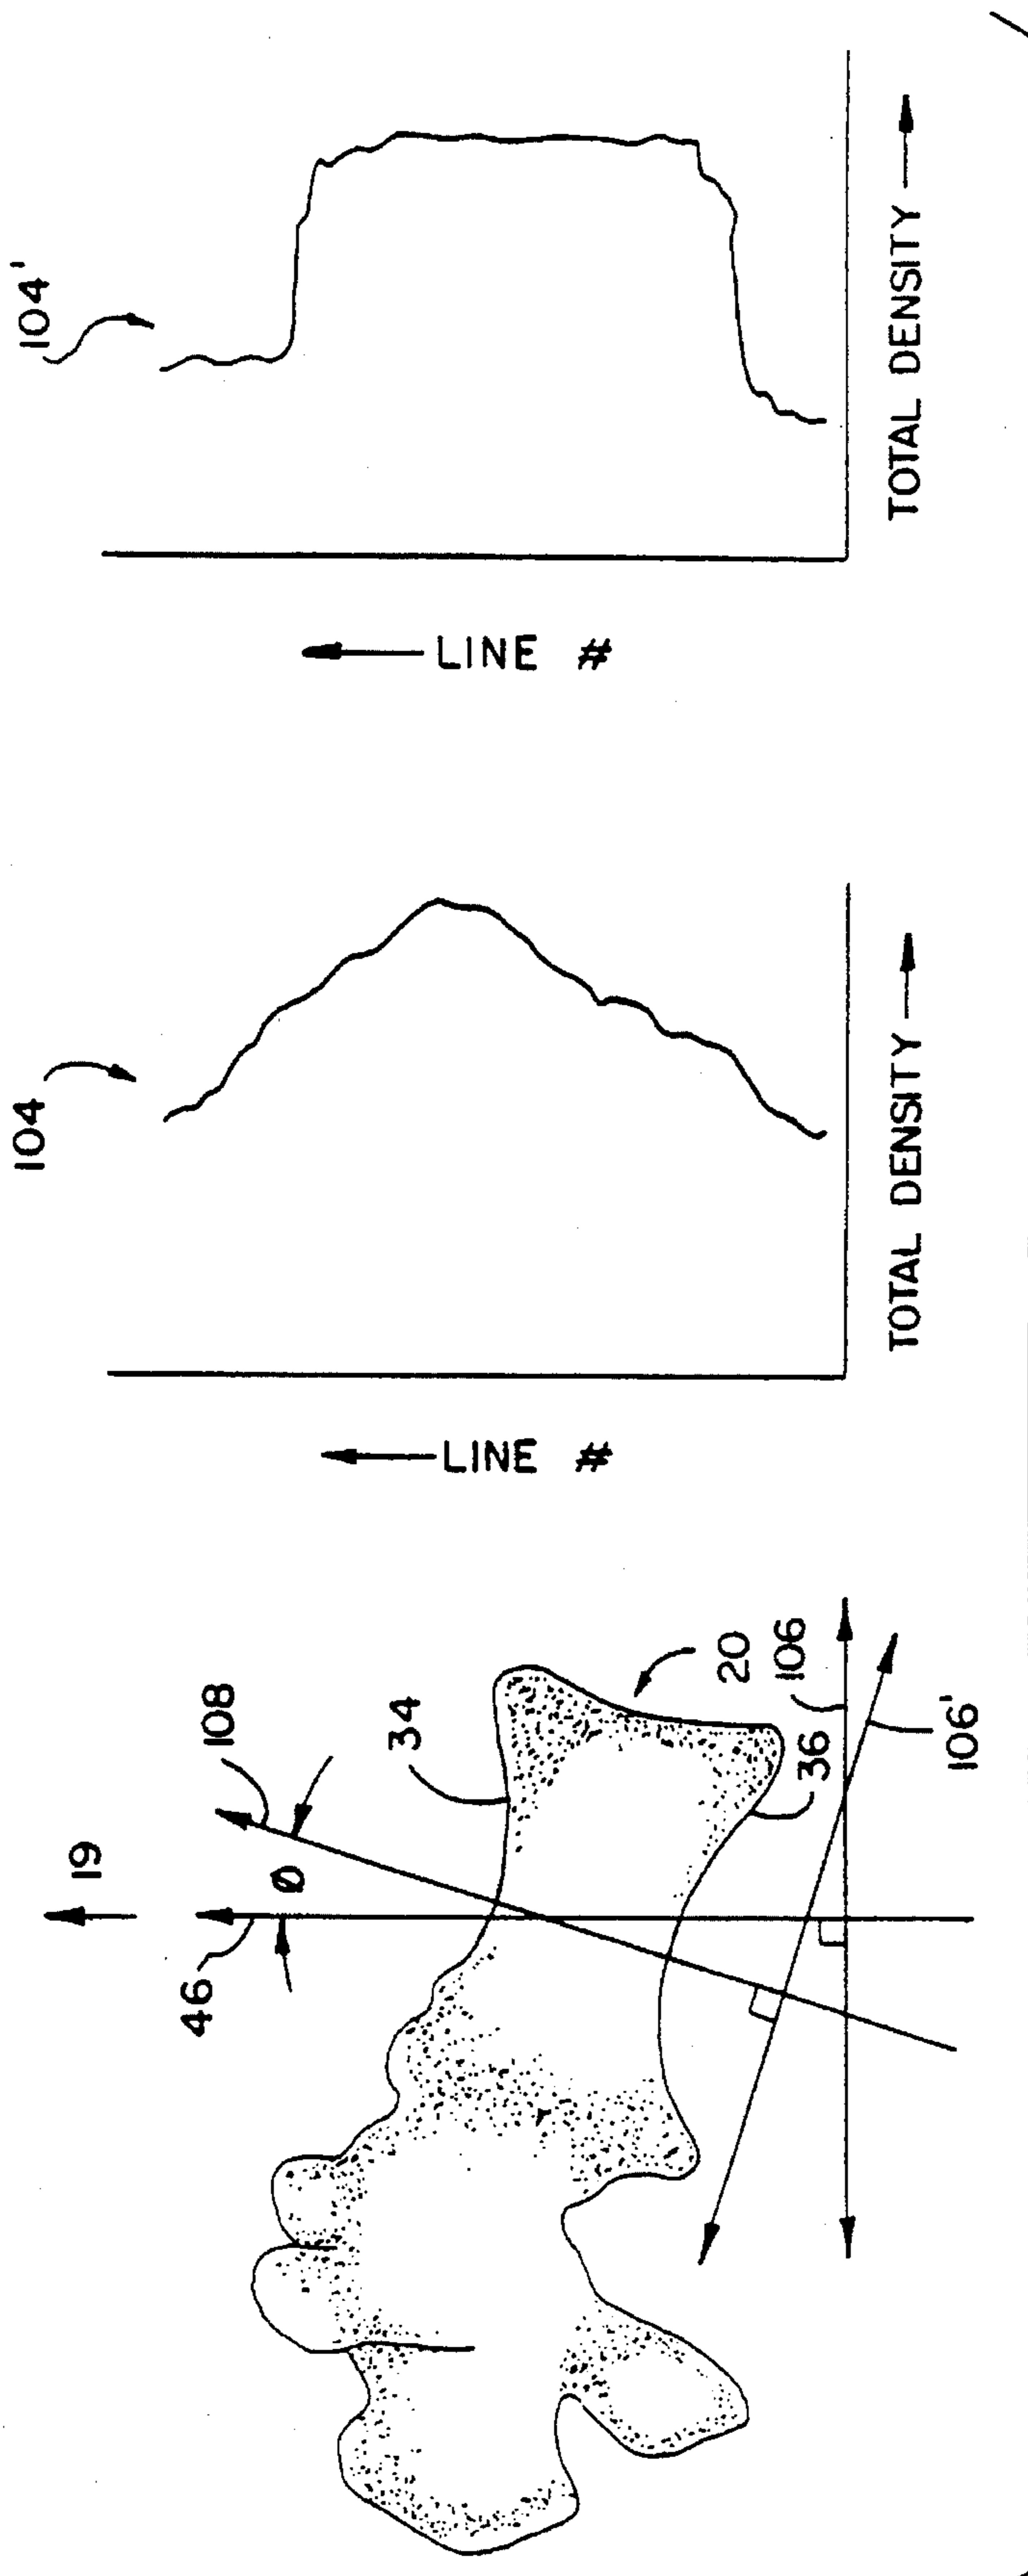 104'
LINE #
TOTAL DENSITY
104
LINE #
TOTAL DENSITY
19
46
Ø
108
34
20
36
106
106'